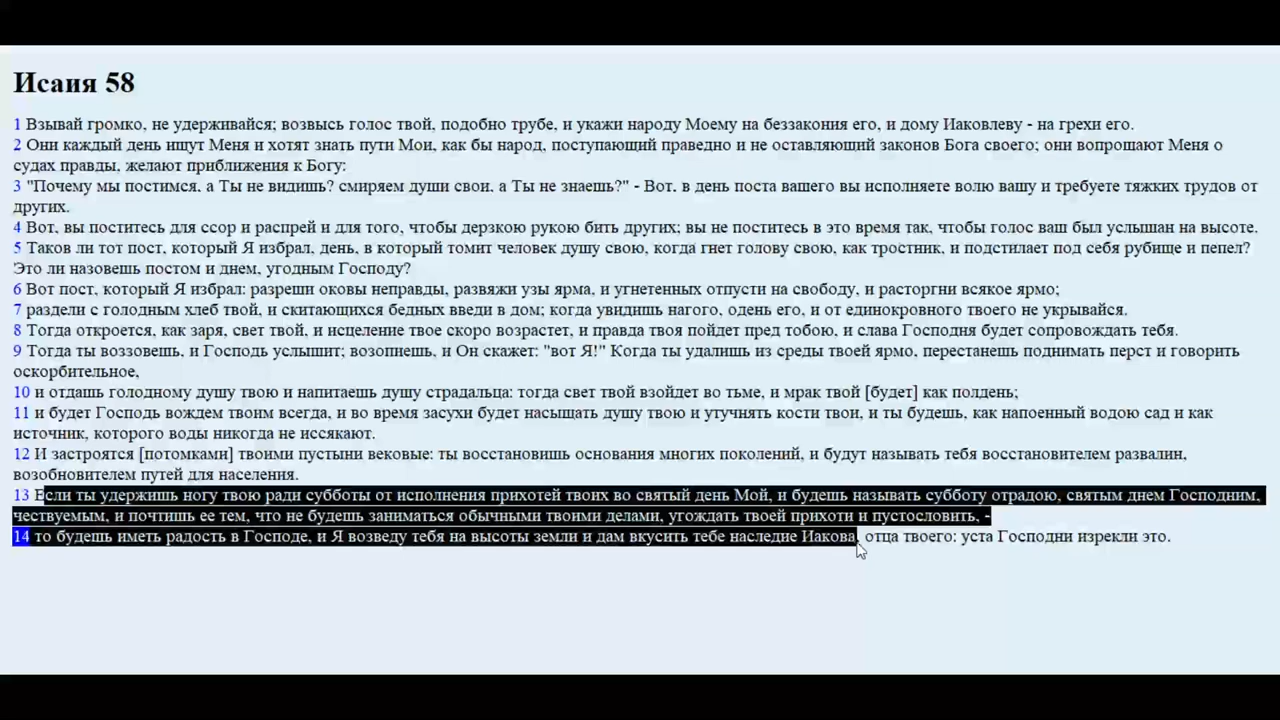 Исаия 58
1 Взывай громко, не удерживайся; возвысь голос твой, подобно трубе, и укажи народу Моему на беззакония его, и дому Иаковлеву - на грехи его.
2 Они каждый день ищут Меня и хотят знать пути Мои, как бы народ, поступающий праведно и не оставляющий законов Бога своего; они вопрошают Меня о
судах правды, желают приближения к Богу:
3 "Почему мы постимся, а Ты не видишь? смиряем души свои, а Ты не знаешь?" - Вот, в день поста вашего вы исполняете волю вашу и требуете тяжких трудов от
других.
4 Вот, вы поститесь для ссор и распрей и для того, чтобы дерзкою рукою бить других; вы не поститесь в это время так, чтобы голос ваш был услышан на высоте.
5 Таков ли тот пост, который Я избрал, день, в который томит человек душу свою, когда гнет голову свою, как тростник, и подстилает под себя рубище и пепел?
Это ли назовешь постом и днем, угодным Господу?
6 Вот пост, который Я избрал: разреши оковы неправды, развяжи узы ярма, и угнетенных отпусти на свободу, и расторгни всякое ярмо;
7 раздели с голодным хлеб твой, и скитающихся бедных введи в дом; когда увидишь нагого, одень его, и от единокровного твоего не укрывайся.
8 Тогда откроется, как заря, свет твой, и исцеление твое скоро возрастет, и правда твоя пойдет пред тобою, и слава Господня будет сопровождать тебя.
9 Тогда ты воззовешь, и Господь услышит; возопиешь, и Он скажет: "вот Я!" Когда ты удалишь из среды твоей ярмо, перестанешь поднимать перст и говорить
оскорбительное,
10 и отдашь голодному душу твою и напитаешь душу страдальца: тогда свет твой взойдет во тьме, и мрак твой [будет] как полдень;
11 и будет Господь вождем твоим всегда, и во время засухи будет насыщать душу твою и утучнять кости твои, и ты будешь, как напоенный водою сад и как
источник, которого воды никогда не иссякают.
12 И застроятся [потомками] твоими пустыни вековые: ты восстановишь основания многих поколений, и будут называть тебя восстановителем развалин,
возобновителем путей для населения.
13 Если ты удержишь ногу твою ради субботы от исполнения прихотей твоих во святый день Мой, и будешь называть субботу отрадою, святым днем Господним,
чествуемым, и почтишь ее тем, что не будешь заниматься обычными твоими делами, угождать твоей прихоти и пустословить, -
14 то будешь иметь радость в Господе, и Я возведу тебя на высоты земли и дам вкусить тебе наследие Иакова, отца твоего: уста Господни изрекли это.